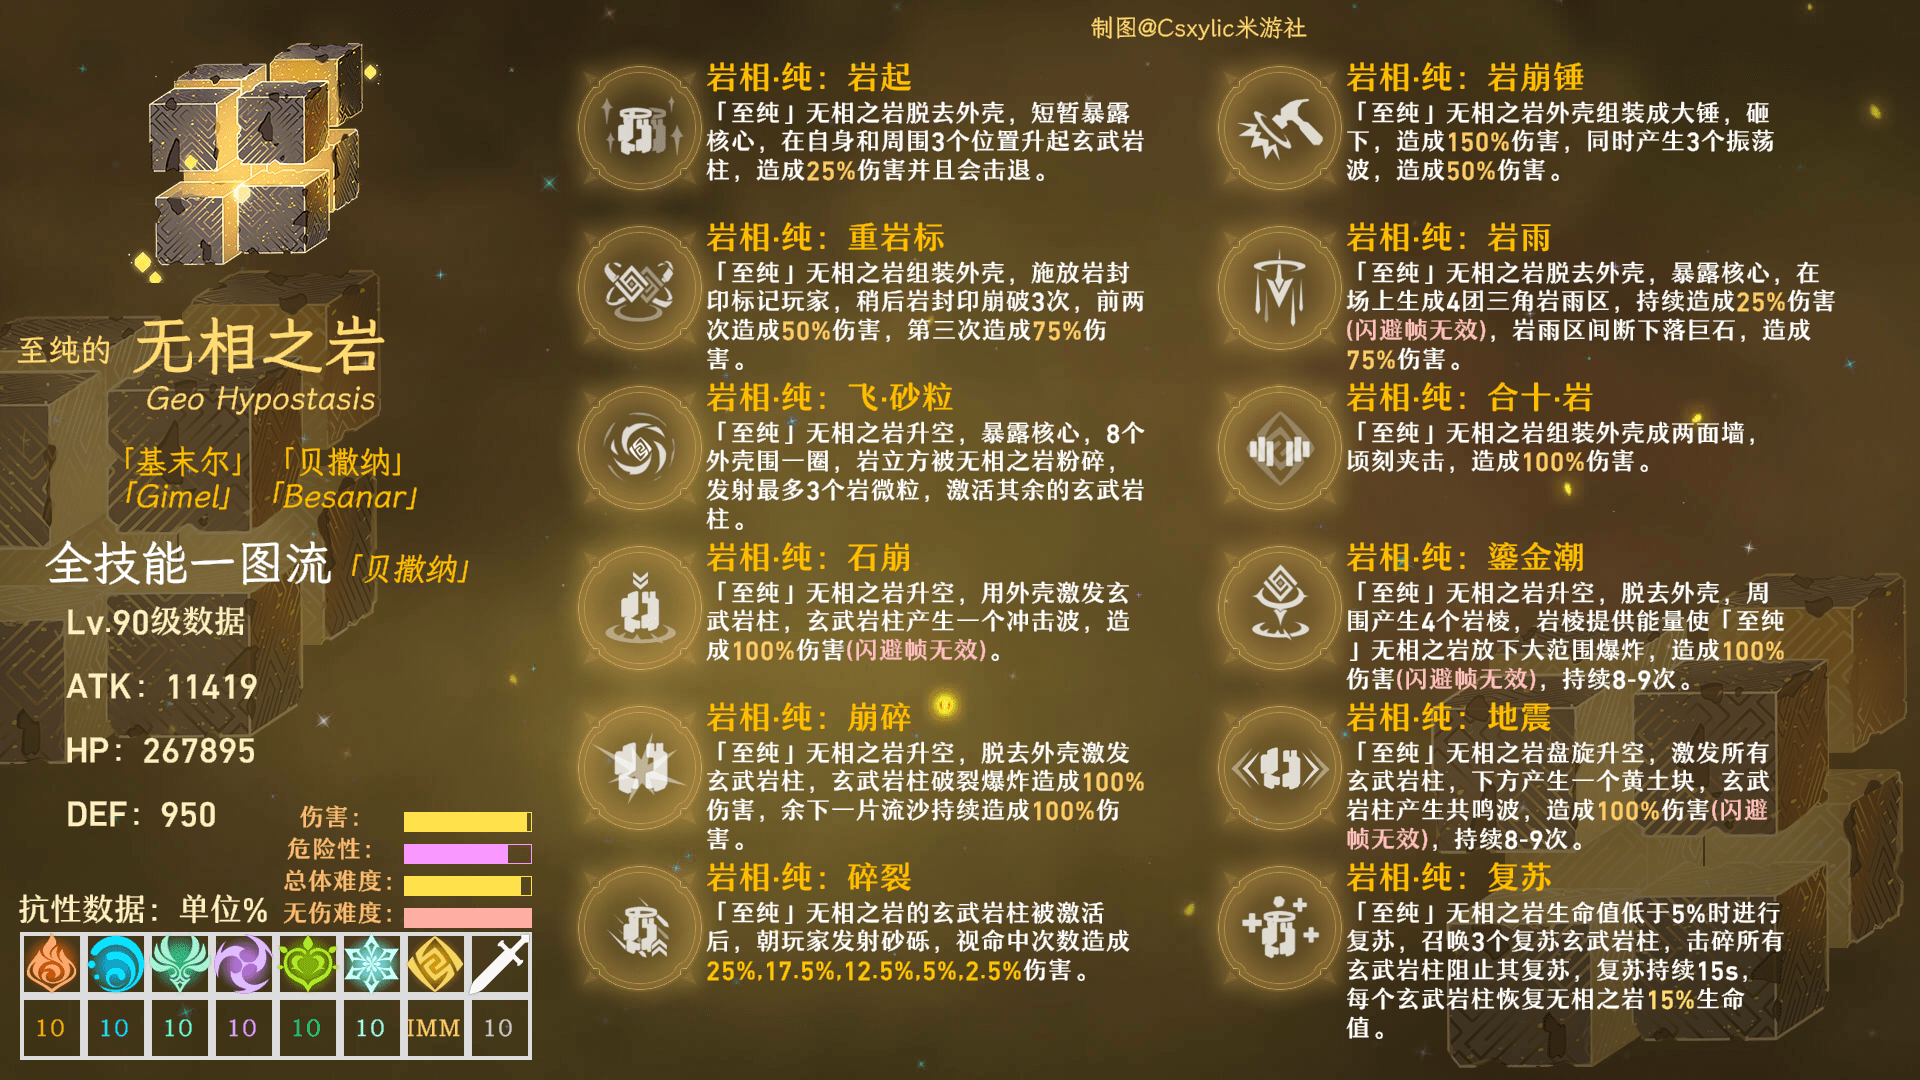 制图@Csxylic米游社
至纯的 无相之岩
Geo Hypostasis
「基末尔」「贝撒纳」
「Gimel」「Besanar」
全技能一图流「贝撒纳」
Lv.90级数据
ATK：11419
HP：267895
DEF：950
伤害：
危险性：
总体难度：
无伤难度：
抗性数据：单位%
10 10 10 10 10 10 IMM 10
岩相·纯：岩起
「至纯」无相之岩脱去外壳，短暂暴露
核心，在自身和周围3个位置升起玄武岩
柱，造成25%伤害并且会击退。
岩相·纯：重岩标
「至纯」无相之岩组装外壳，施放岩封
印标记玩家，稍后岩封印崩破3次，前两
次造成50%伤害，第三次造成75%伤
害。
岩相·纯：飞·砂粒
「至纯」无相之岩升空，暴露核心，8个
外壳围一圈，岩立方被无相之岩粉碎，
发射最多3个岩微粒，激活其余的玄武岩
柱。
岩相·纯：石崩
「至纯」无相之岩升空，用外壳激发玄
武岩柱，玄武岩柱产生一个冲击波，造
成100%伤害(闪避帧无效)。
岩相·纯：崩碎
「至纯」无相之岩升空，脱去外壳激发
玄武岩柱，玄武岩柱破裂爆炸造成100%
伤害，余下一片流沙持续造成100%伤
害。
岩相·纯：碎裂
「至纯」无相之岩的玄武岩柱被激活
后，朝玩家发射砂砾，视命中次数造成
25%,17.5%,12.5%,5%,2.5%伤害。
岩相·纯：岩崩锤
「至纯」无相之岩外壳组装成大锤，砸
下，造成150%伤害，同时产生3个振荡
波，造成50%伤害。
岩相·纯：岩雨
「至纯」无相之岩脱去外壳，暴露核心，在
场上生成4团三角岩雨区，持续造成25%伤害
(闪避帧无效)，岩雨区间断下落巨石，造成
75%伤害。
岩相·纯：合十·岩
「至纯」无相之岩组装外壳成两面墙，
顷刻夹击，造成100%伤害。
岩相·纯：鎏金潮
「至纯」无相之岩升空，脱去外壳，周
围产生4个岩棱，岩棱提供能量使「至纯
」无相之岩放下大范围爆炸，造成100%
伤害(闪避帧无效)，持续8-9次。
岩相·纯：地震
「至纯」无相之岩盘旋升空，激发所有
玄武岩柱，下方产生一个黄土块，玄武
岩柱产生共鸣波，造成100%伤害(闪避
帧无效)，持续8-9次。
岩相·纯：复苏
「至纯」无相之岩生命值低于5%时进行
复苏，召唤3个复苏玄武岩柱，击碎所有
玄武岩柱阻止其复苏，复苏持续15s，
每个玄武岩柱恢复无相之岩15%生命
值。